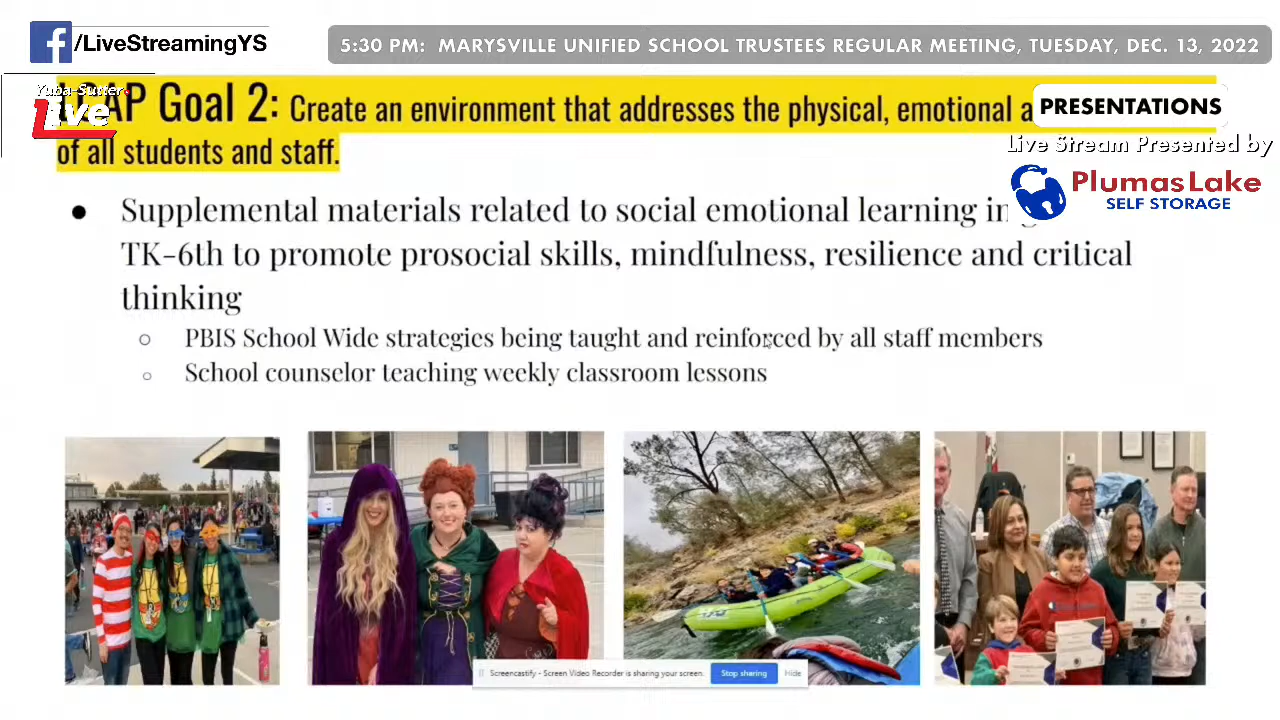 /LiveStreamingYS
5:30 PM: MARYSVILLE UNIFIED SCHOOL TRUSTEES REGULAR MEETING, TUESDAY, DEC. 13, 2022
Yuba-Sutter
Live
Goal 2: Create an environment that addresses the physical, emotional
PRESENTATIONS
of all students and staff.
Live Stream Presented by
Plumas Lake
SELF STORAGE
● Supplemental materials related to social emotional learning in
TK-6th to promote prosocial skills, mindfulness, resilience and critical
thinking
○ PBIS School Wide strategies being taught and reinforced by all staff members
○ School counselor teaching weekly classroom lessons
Screencastify - Screen Video Recorder is sharing your screen. Stop sharing Hide